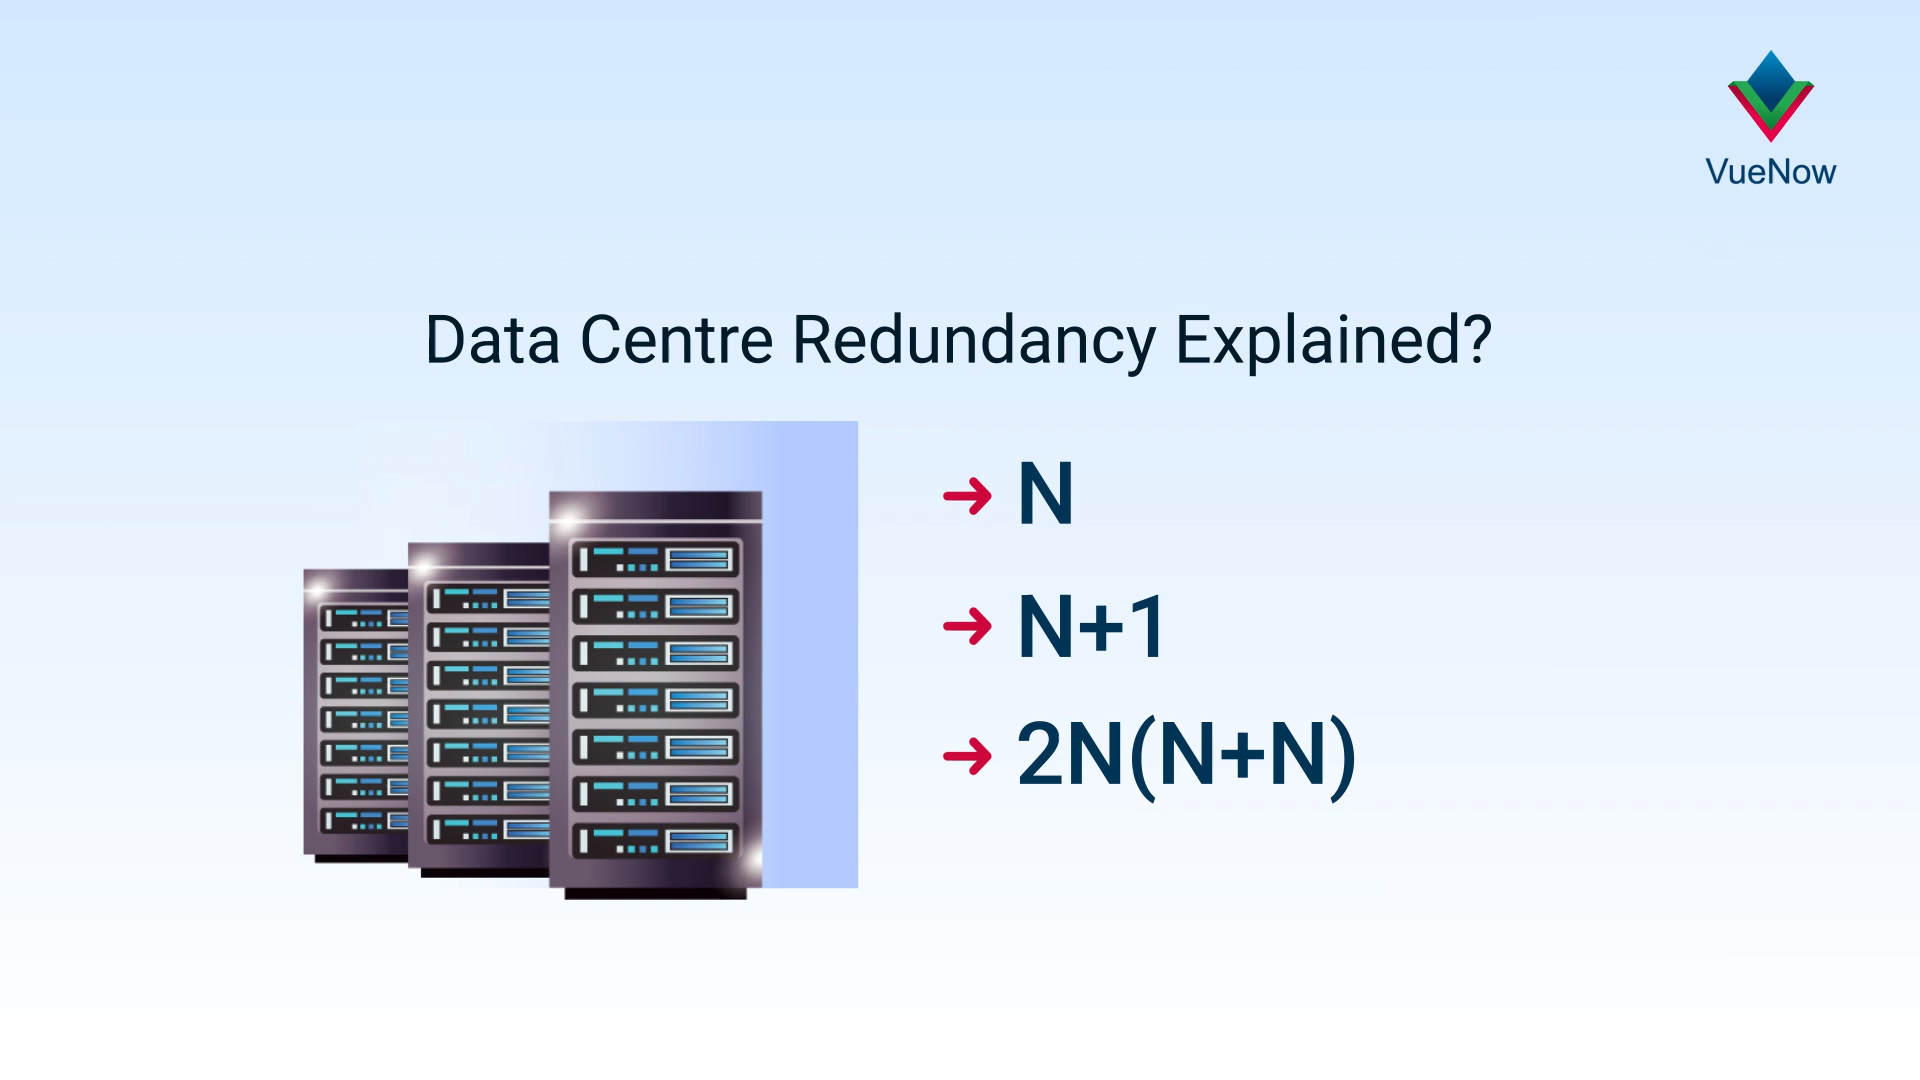 VueNow
Data Centre Redundancy Explained?
N
N+1
2N(N+N)